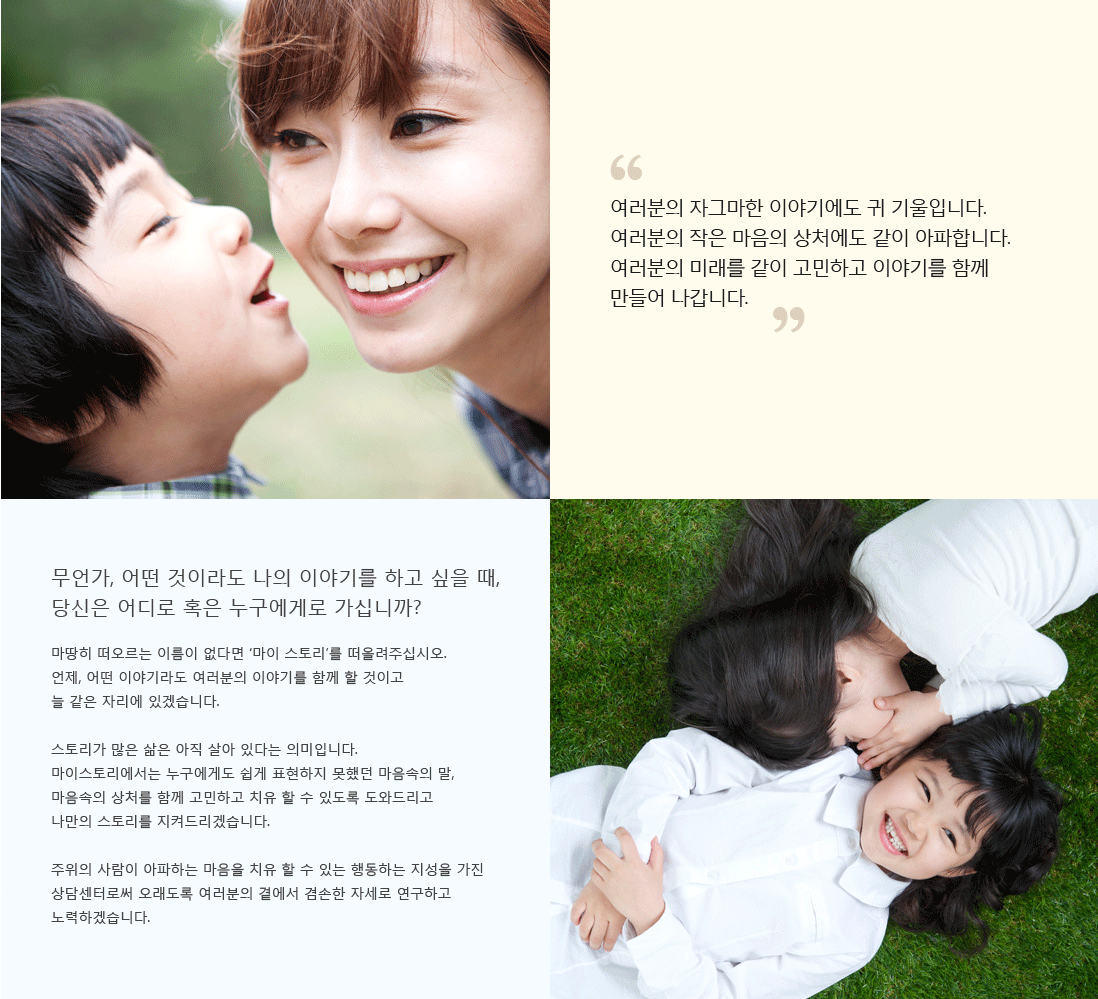 “
여러분의 자그마한 이야기에도 귀 기울입니다.
여러분의 작은 마음의 상처에도 같이 아파합니다.
여러분의 미래를 같이 고민하고 이야기를 함께
만들어 나갑니다.
”
무언가, 어떤 것이라도 나의 이야기를 하고 싶을 때,
당신은 어디로 혹은 누구에게로 가십니까?
마땅히 떠오르는 이름이 없다면 ‘마이 스토리’를 떠올려주십시오.
언제, 어떤 이야기라도 여러분의 이야기를 함께 할 것이고
늘 같은 자리에 있겠습니다.
스토리가 많은 삶은 아직 살아 있다는 의미입니다.
마이스토리에서는 누구에게도 쉽게 표현하지 못했던 마음속의 말,
마음속의 상처를 함께 고민하고 치유 할 수 있도록 도와드리고
나만의 스토리를 지켜드리겠습니다.
주위의 사람이 아파하는 마음을 치유 할 수 있는 행동하는 지성을 가진
상담센터로써 오래도록 여러분의 곁에서 겸손한 자세로 연구하고
노력하겠습니다.